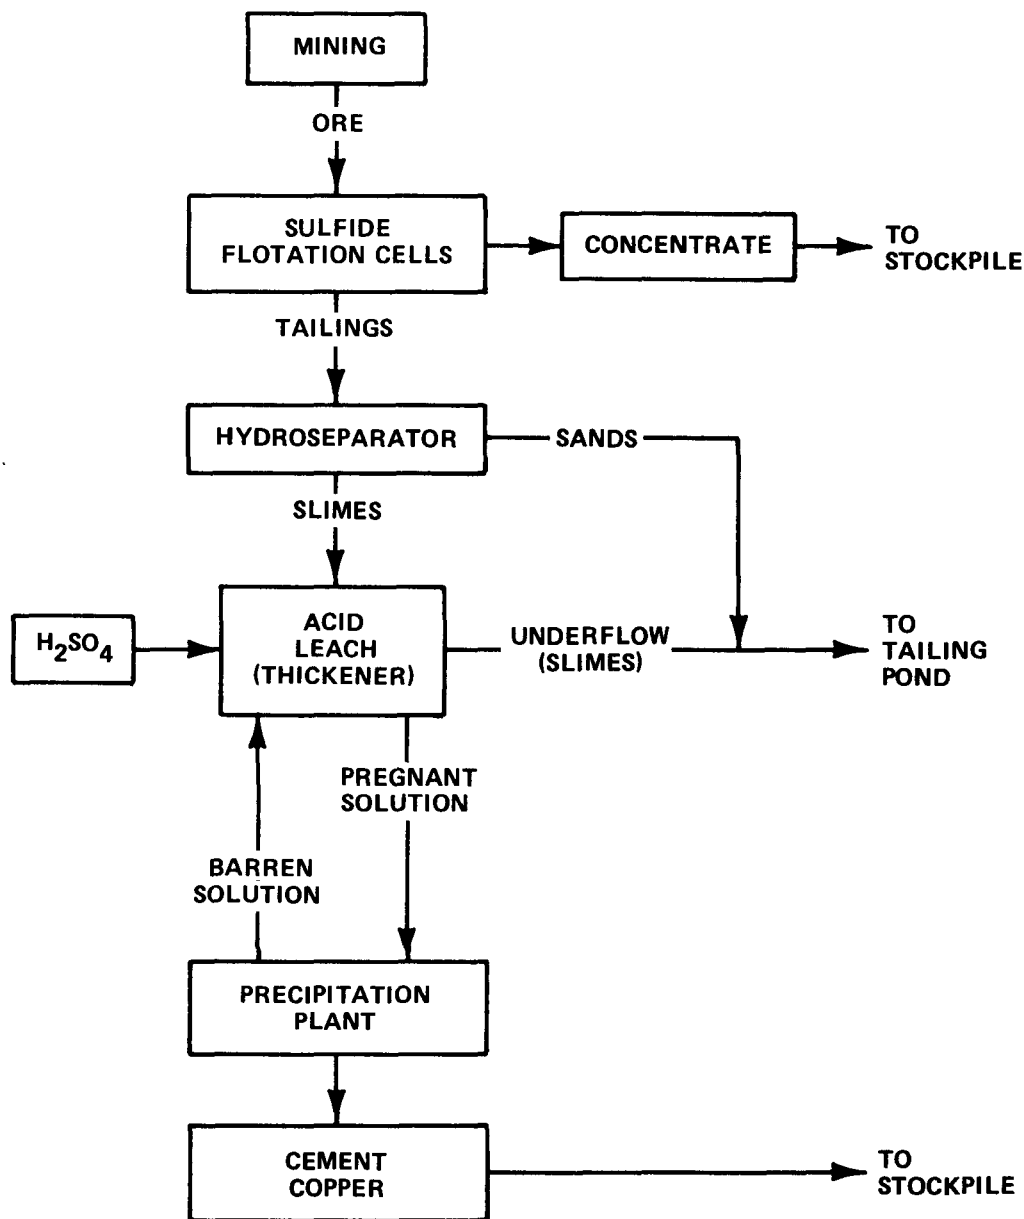 MINING
ORE
SULFIDE
FLOTATION CELLS
CONCENTRATE
TO
STOCKPILE
TAILINGS
HYDROSEPARATOR
SANDS
SLIMES
H₂SO₄
ACID
LEACH
(THICKENER)
UNDERFLOW
(SLIMES)
TO
TAILING
POND
PREGNANT
SOLUTION
BARREN
SOLUTION
PRECIPITATION
PLANT
CEMENT
COPPER
TO
STOCKPILE